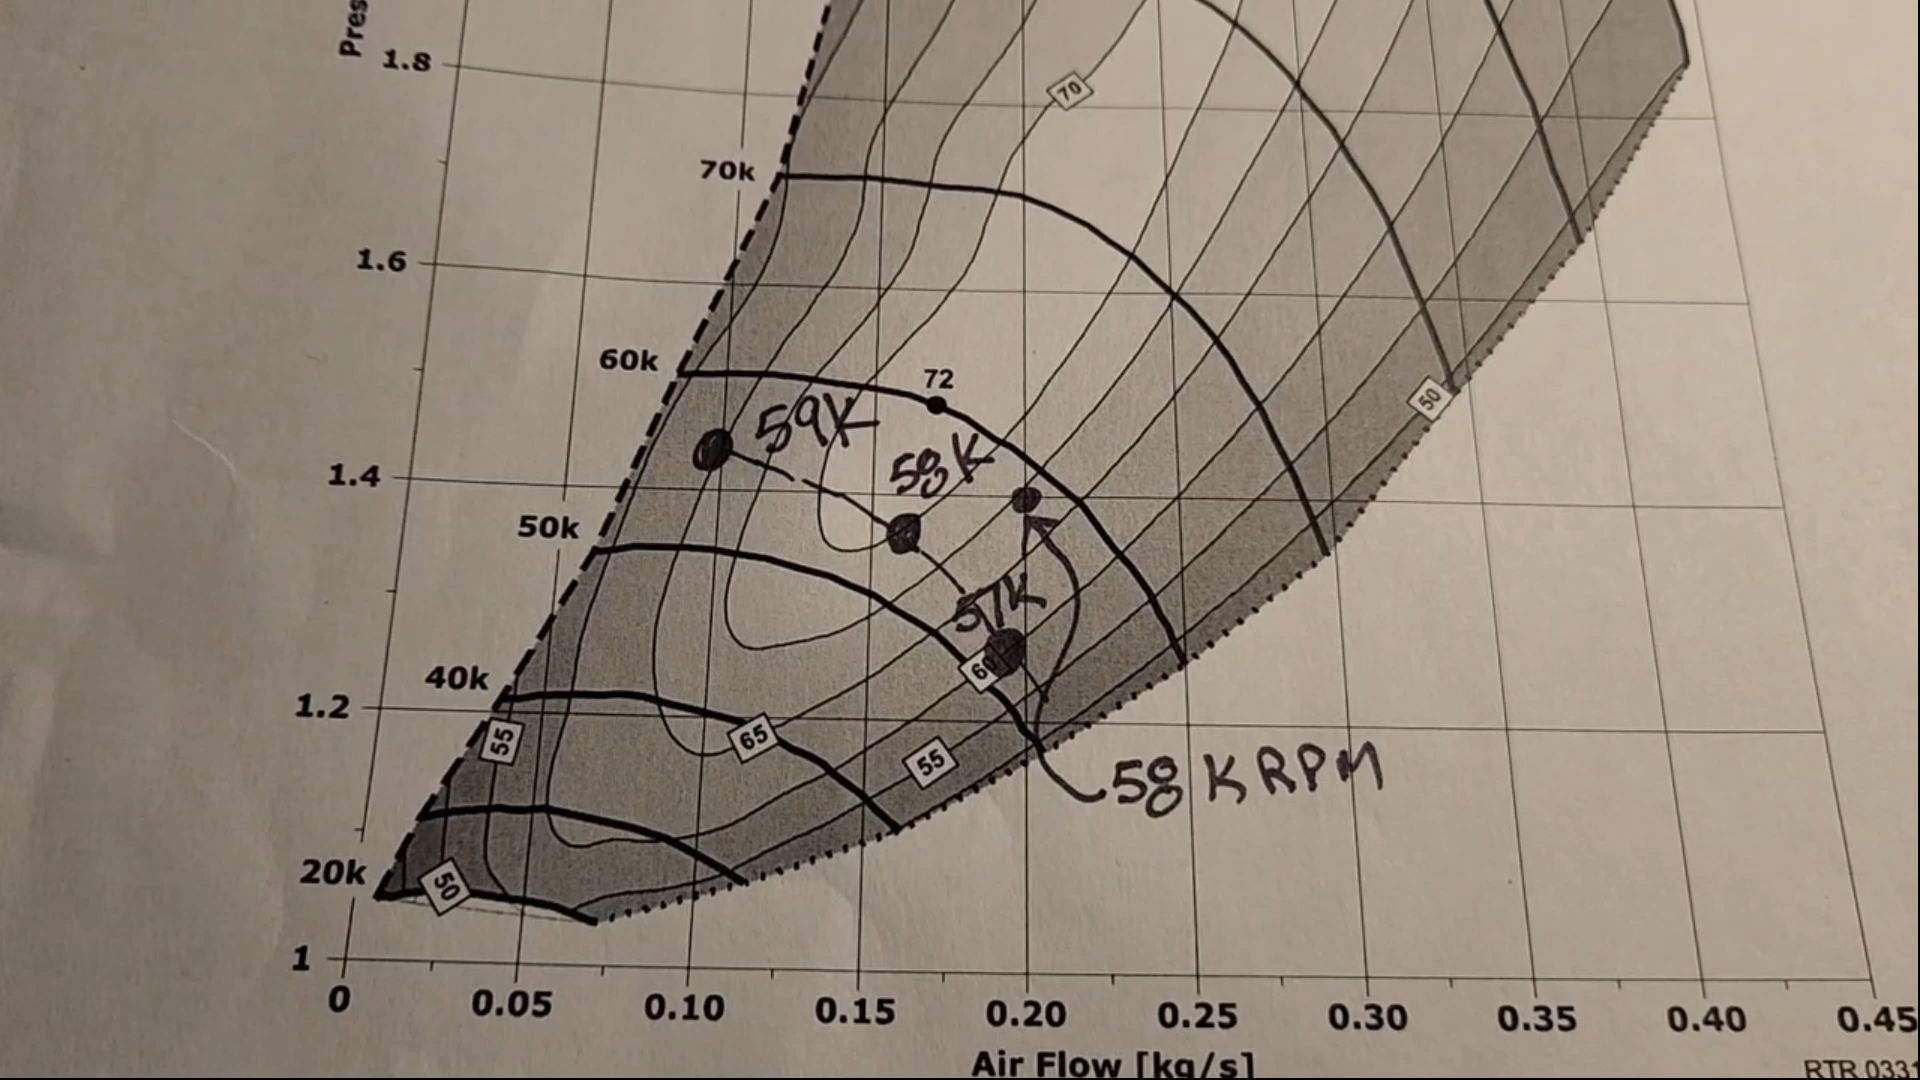 Pres
1.8
70
70k
1.6
60k
72
50
59K
58K
1.4
50k
57K
60
40k
1.2
55
65
55
58 K RPM
20k
50
1
0 0.05 0.10 0.15 0.20 0.25 0.30 0.35 0.40 0.45
Air Flow [kg/s]
RTR 0331